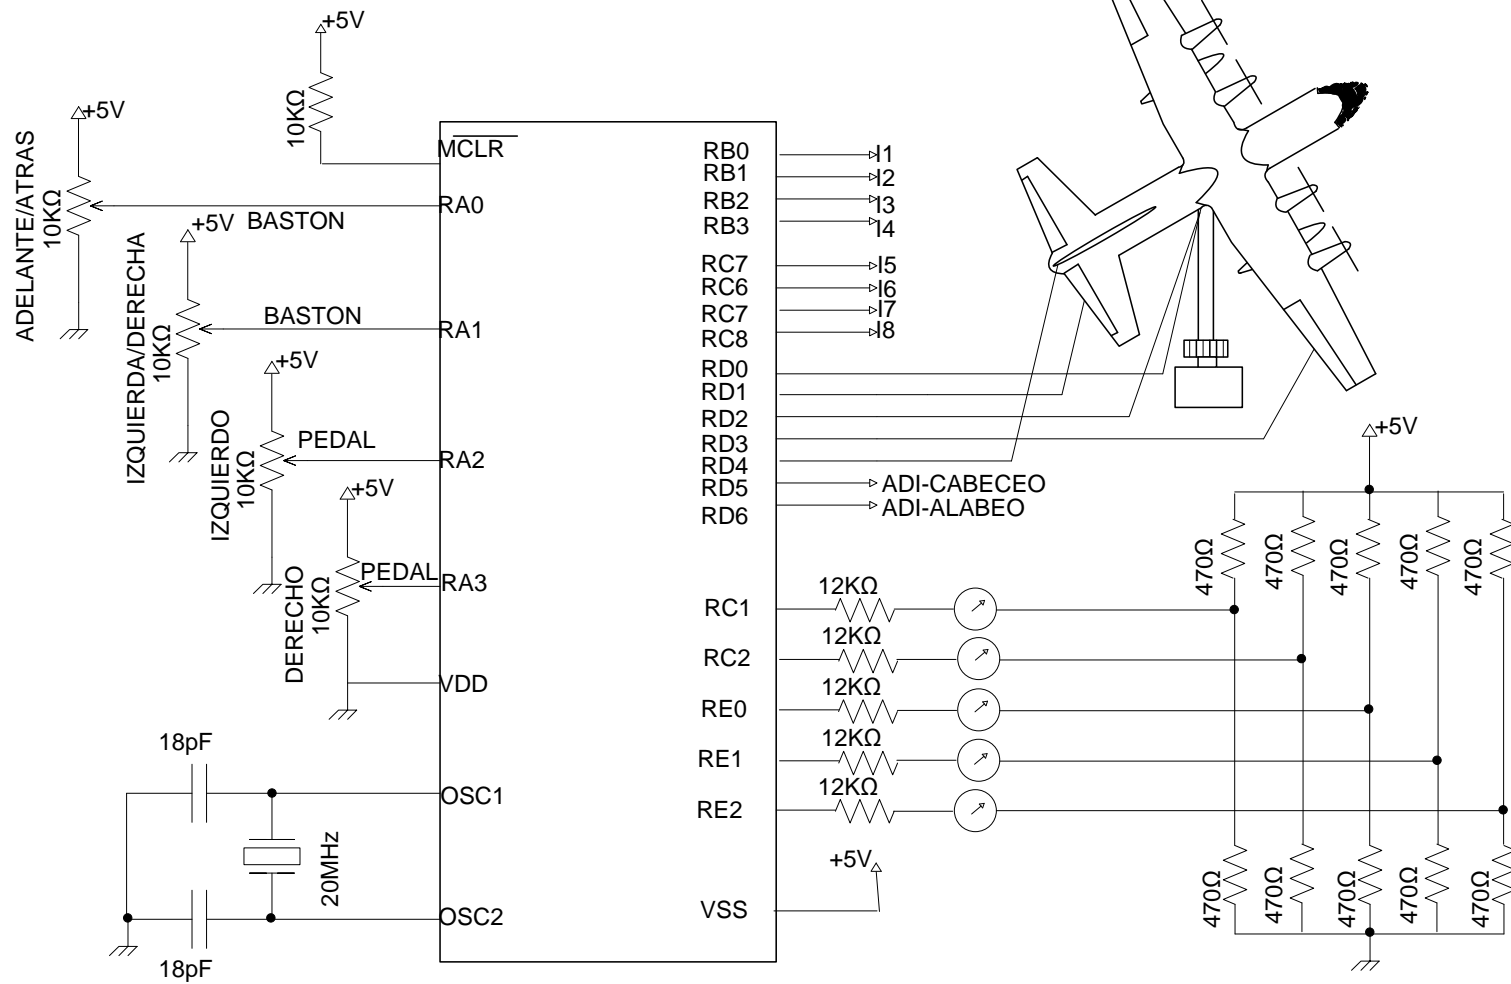 +5V
10KΩ
MCLR
+5V
ADELANTE/ATRAS
10KΩ
BASTON
RA0
+5V
IZQUIERDA/DERECHA
10KΩ
BASTON
RA1
+5V
IZQUIERDO
10KΩ
PEDAL
RA2
+5V
DERECHO
10KΩ
PEDAL
RA3
VDD
18pF
OSC1
20MHz
OSC2
18pF
RB0
I1
RB1
I2
RB2
I3
RB3
I4
RC7
I5
RC6
I6
RC7
I7
RC8
I8
RD0
RD1
RD2
RD3
RD4
RD5
ADI-CABECEO
RD6
ADI-ALABEO
RC1
12KΩ
RC2
12KΩ
RE0
12KΩ
RE1
12KΩ
RE2
12KΩ
VSS
+5V
+5V
470Ω
470Ω
470Ω
470Ω
470Ω
470Ω
470Ω
470Ω
470Ω
470Ω